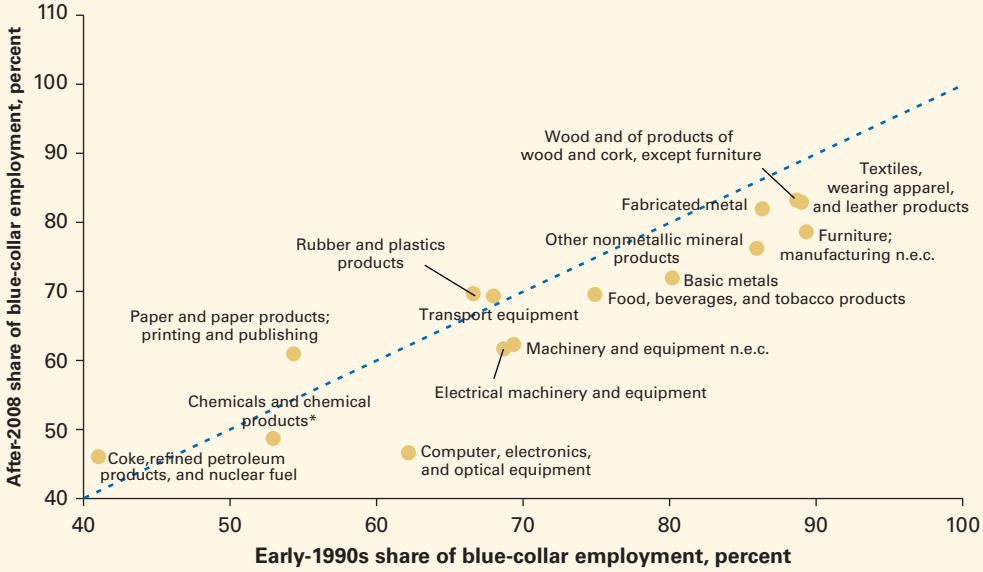 After-2008 share of blue-collar employment, percent
110
100
90
80
70
60
50
40
Wood and of products of
wood and cork, except furniture
Textiles,
wearing apparel,
and leather products
Fabricated metal
Furniture;
manufacturing n.e.c.
Other nonmetallic mineral
products
Rubber and plastics
products
Basic metals
Food, beverages, and tobacco products
Transport equipment
Paper and paper products;
printing and publishing
Machinery and equipment n.e.c.
Electrical machinery and equipment
Chemicals and chemical
products*
Computer, electronics,
and optical equipment
Coke,refined petroleum
products, and nuclear fuel
40
50
60
70
80
90
100
Early-1990s share of blue-collar employment, percent